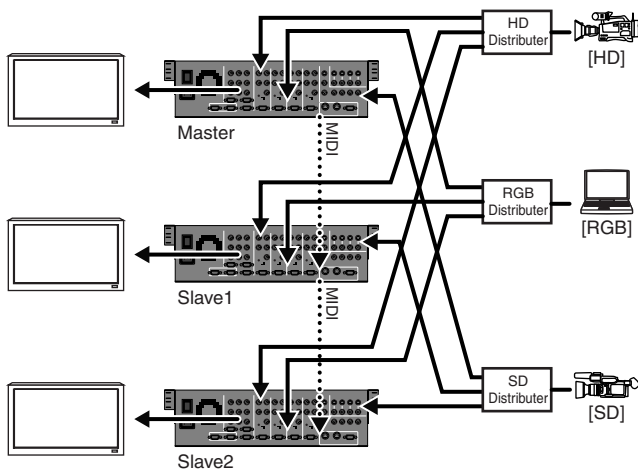 HD
Distributer
[HD]
Master
MIDI
RGB
Distributer
[RGB]
Slave1
MIDI
SD
Distributer
[SD]
Slave2